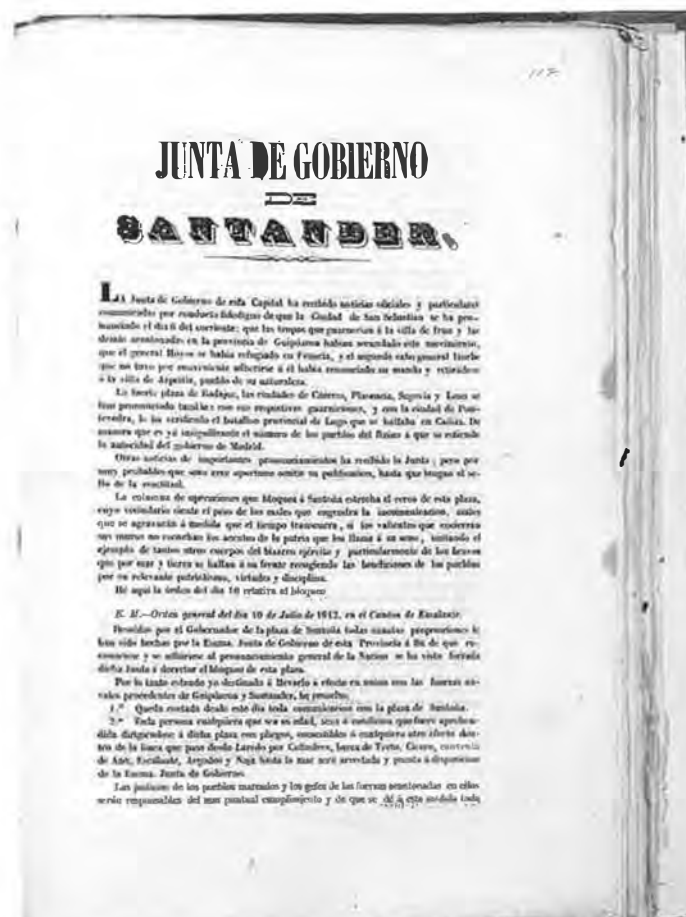 JUNTA DE GOBIERNO
DE
SANTANDER.
LA Junta de Gobierno de esta Capital ha recibido noticias oficiales y particulares
comunicadas por conducto fidedigno de que la Ciudad de San Sebastian se ha pro-
nunciado el dia 6 del corriente: que las tropas que guarnecian á la villa de Irun y las
demás acantonadas en la provincia de Guipúzcoa habian secundado este movimiento,
que el general Hoyos se habia refugiado en Francia, y el segundo cabo general Iturbe
que no tuvo por conveniente adherirse á él habia renunciado su mando y retirádose
á la villa de Azpeitia, pueblo de su naturaleza.
La fuerte plaza de Badajoz, las ciudades de Cáceres, Plasencia, Segovia y Leon se
han pronunciado tambien con sus respectivas guarniciones, y con la ciudad de Pon-
tevedra, lo ha verificado el batallon provincial de Lugo que se hallaba en Cañiza. De
manera que es ya insignificante el número de los pueblos del Reino á que se estiende
la autoridad del gobierno de Madrid.
Otras noticias de importantes pronunciamientos ha recibido la Junta; pero por
muy probables que sean cree oportuno omitir su publicacion, hasta que tengan el se-
llo de la exactitud.
La columna de operaciones que bloquea á Santoña estrecha el cerco de esta plaza,
cuyo vecindario siente el peso de los males que engendra la incomunicacion, males
que se agravarán á medida que el tiempo transcurra, si los valientes que encierran
sus muros no escuchan los acentos de la patria que los llama á su seno, imitando el
ejemplo de tantos otros cuerpos del bizarro ejército y particularmente de los bravos
que por mar y tierra se hallan á su frente recogiendo las bendiciones de los pueblos
por su relevante patriotismo, virtudes y disciplina.
Hé aqui la órden del dia 10 relativa al bloqueo
E. M.—Orden general del dia 10 de Julio de 1843, en el Canton de Escalante.
Desoidas por el Gobernador de la plaza de Santoña todas cuantas proposiciones le
han sido hechas por la Exma. Junta de Gobierno de esta Provincia á fin de que re-
conociese y se adhiriese al pronunciamiento general de la Nacion se ha visto forzada
dicha Junta á decretar el bloqueo de esta plaza.
Por lo tanto estando yo destinado á llevarlo á efecto en union con las fuerzas na-
vales procedentes de Guipúzcoa y Santander, he resuelto:
1.º Queda cortada desde este dia toda comunicacion con la plaza de Santoña.
2.º Toda persona cualquiera que sea su edad, sexo ó condicion que fuere aprehen-
dida dirigiendose á dicha plaza con pliegos, comestibles ó cualquiera otro efecto den-
tro de la línea que pasa desde Laredo por Colindres, barca de Treto, Cicero,
de Ano, Escalante, Argoños y Noja hasta la mar será arrestada y puesta á disposicion
de la Exma. Junta de Gobierno.
Las justicias de los pueblos marcados y los gefes de las fuerzas acantonadas en ellos
serán responsables del mas puntual cumplimiento y de que se dé á esta medida toda